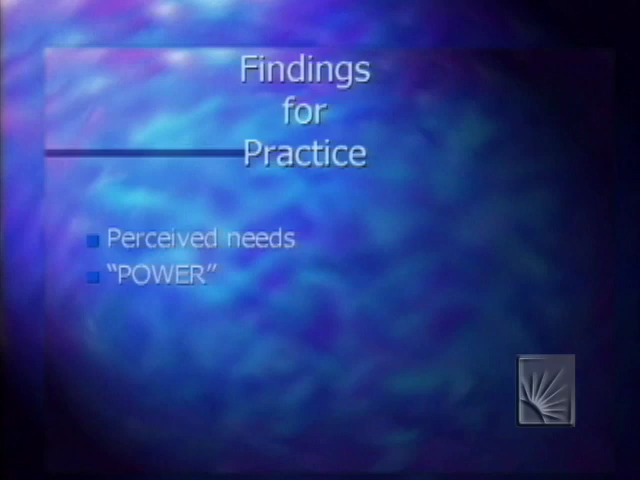 Findings
for
Practice
Perceived needs
“POWER”